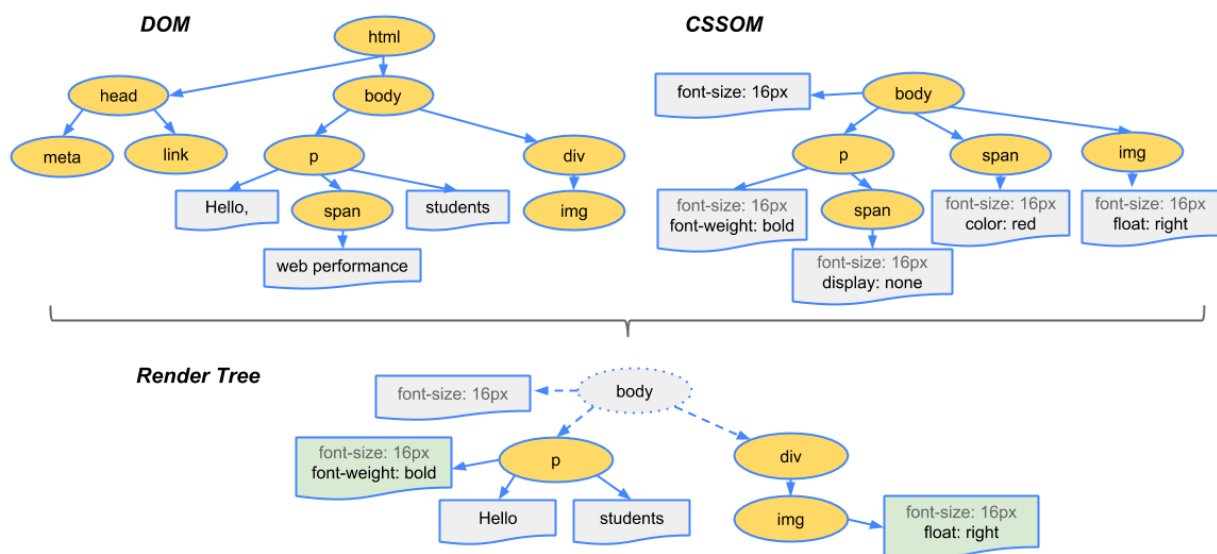 DOM
html
head
body
meta
link
p
div
Hello,
span
students
img
web performance
CSSOM
font-size: 16px
body
p
span
img
font-size: 16px
font-weight: bold
span
font-size: 16px
color: red
font-size: 16px
float: right
font-size: 16px
display: none
Render Tree
font-size: 16px
body
font-size: 16px
font-weight: bold
p
div
Hello
students
img
font-size: 16px
float: right